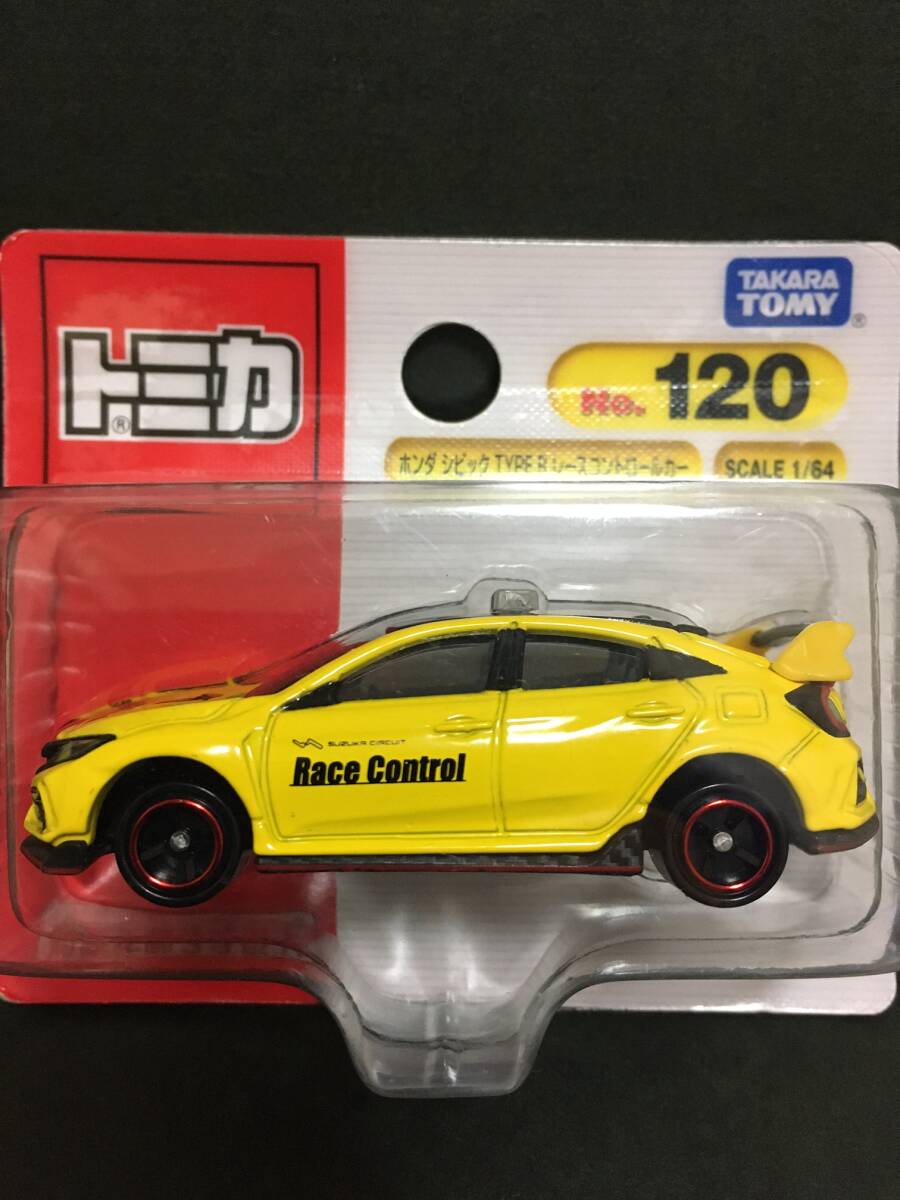 TAKARA
TOMY
®
トミカ
®
No. 120
ホンダ シビック TYPE R レースコントロールカー
SCALE 1/64
SUZUKA CIRCUIT
Race Control